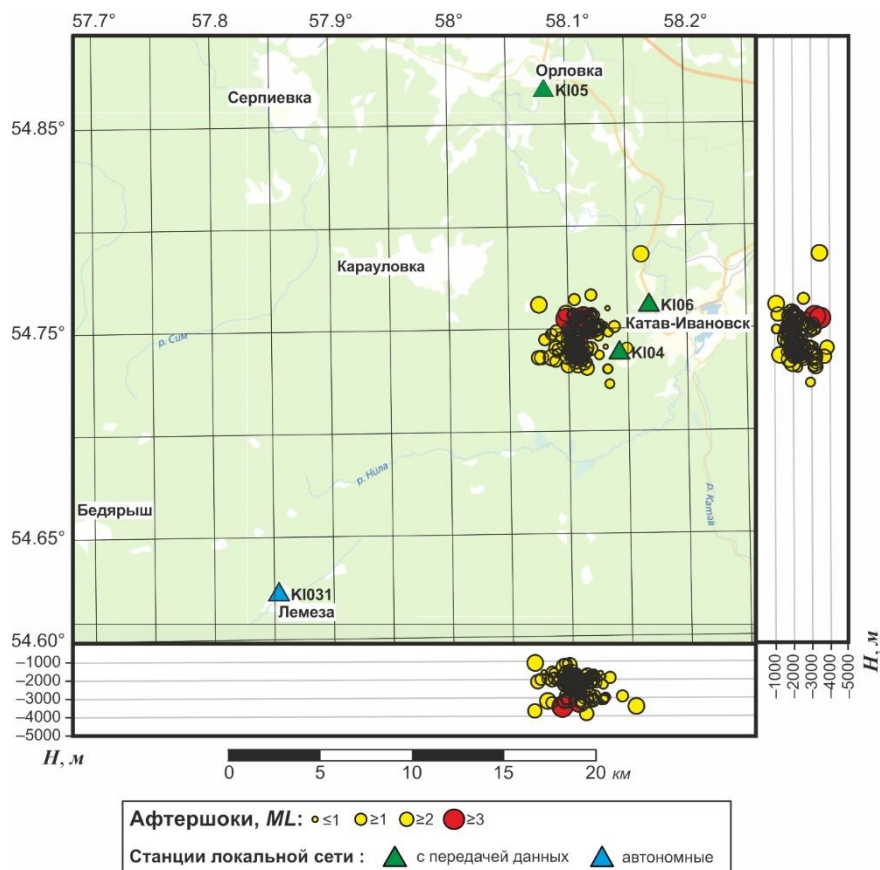 57.7° 57.8° 57.9° 58° 58.1° 58.2°
Орловка
KI05
Серпиевка
54.85°
Карауловка
KI06
54.75°
Катав-Ивановск
р. Сим
KI04
р. Нила
Бедярыш
р. Катав
54.65°
KI031
Лемеза
54.60°
–1000
–2000
–3000
–4000
–5000
H, м
–1000
–2000
–3000
–4000
–5000
H, м
0 5 10 15 20 км
Афтершоки, ML: ≤1 ≥1 ≥2 ≥3
Станции локальной сети : с передачей данных автономные